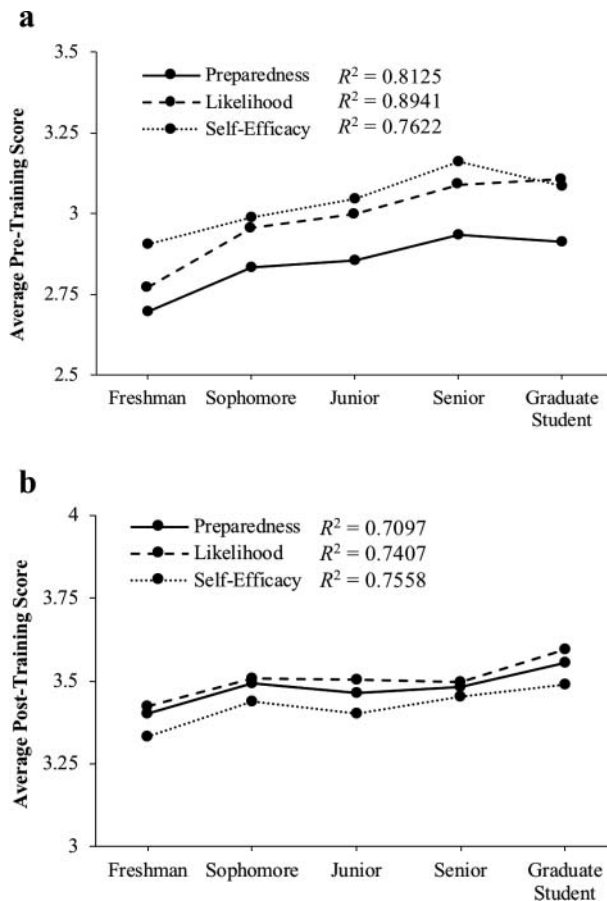 a
3.5
Preparedness R² = 0.8125
Likelihood R² = 0.8941
Self-Efficacy R² = 0.7622
3.25
3
2.75
2.5
Average Pre-Training Score
Freshman Sophomore Junior Senior Graduate
Student
b
4
Preparedness R² = 0.7097
Likelihood R² = 0.7407
Self-Efficacy R² = 0.7558
3.75
3.5
3.25
3
Average Post-Training Score
Freshman Sophomore Junior Senior Graduate
Student